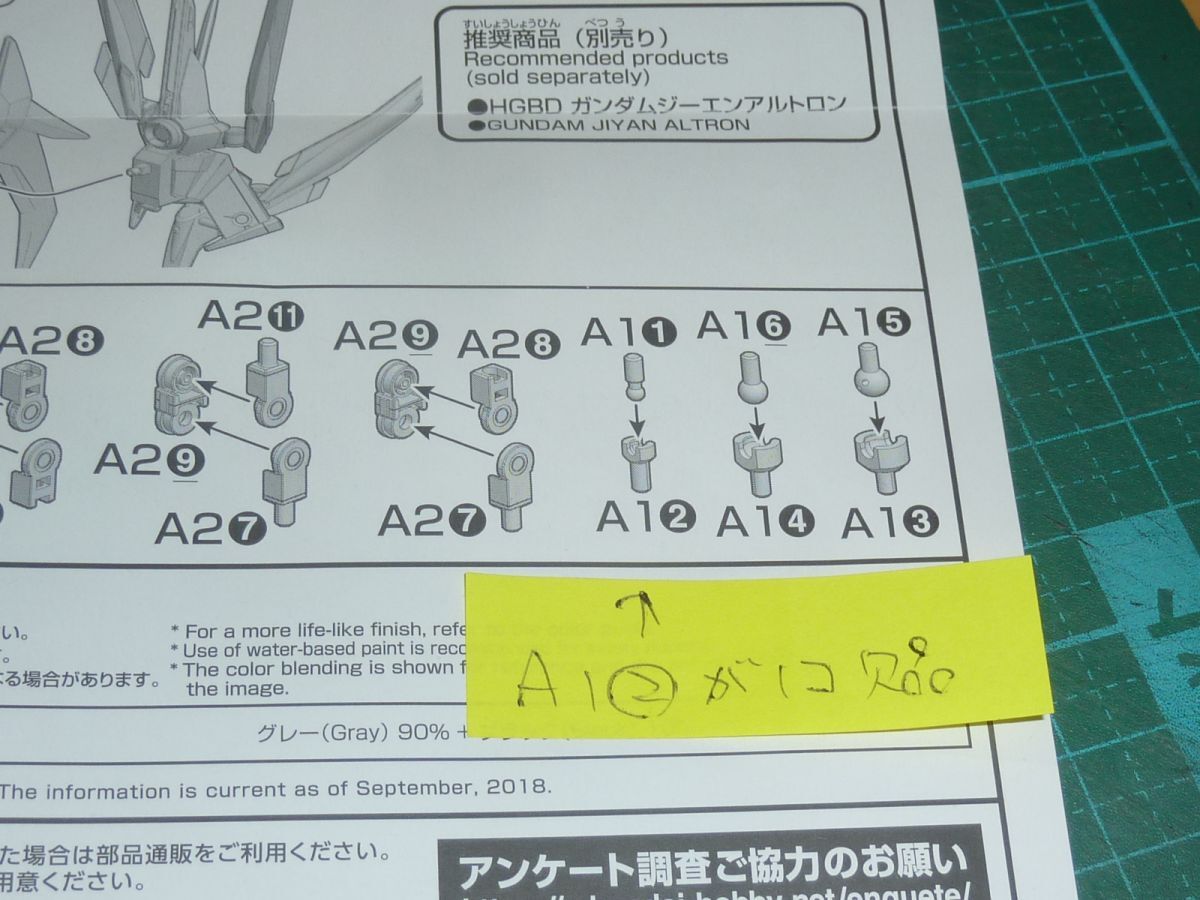 すいしょうしょうひん べつ う
推奨商品（別売り）
Recommended products
(sold separately)
●HGBD ガンダムジーエンアルトロン
●GUNDAM JIYAN ALTRON
A2❽
A2⓫
A2❾
A2❽
A1❶
A1❻
A1❺
A2❾
A2❼
A2❼
A1❷
A1❹
A1❸
↑
A1②が1コ欠品
い。
。
なる場合があります。
* For a more life-like finish, refe
* Use of water-based paint is rec
* The color blending is shown f
the image.
グレー（Gray）90%＋
The information is current as of September, 2018.
た場合は部品通販をご利用ください。
用意ください。
アンケート調査ご協力のお願い